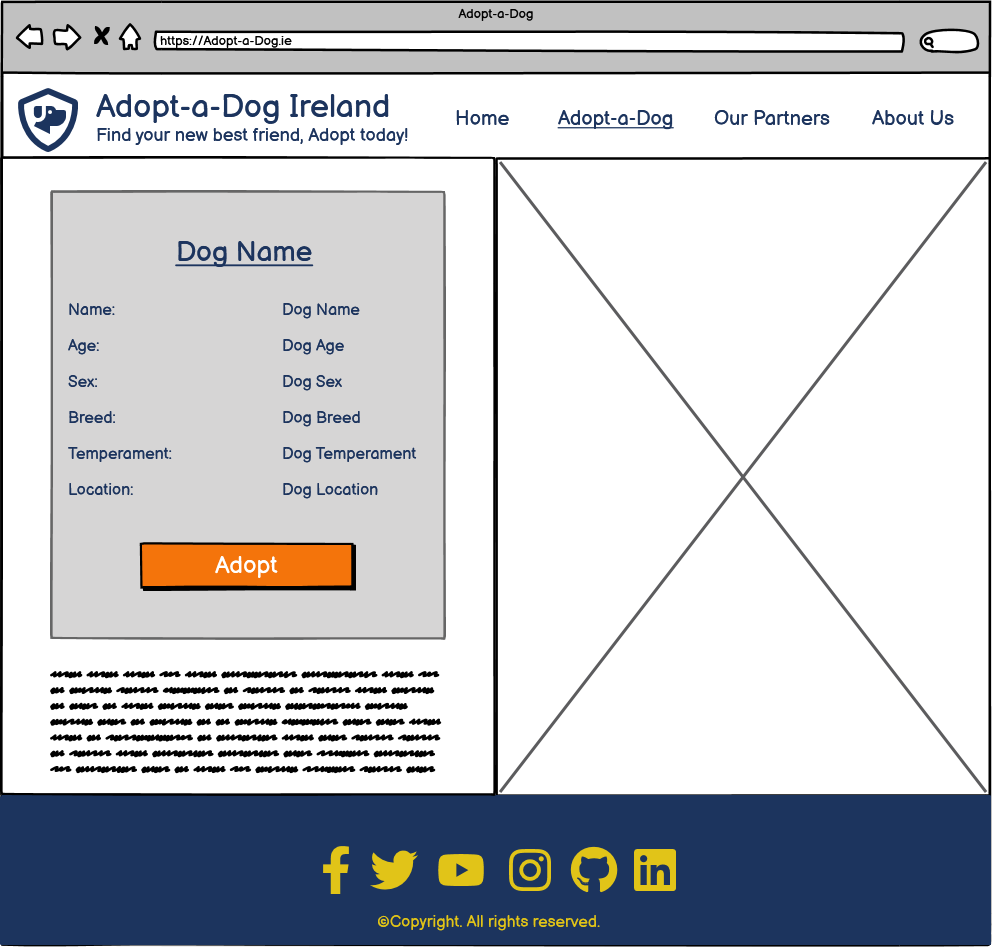 Adopt-a-Dog
https://Adopt-a-Dog.ie
Adopt-a-Dog Ireland
Find your new best friend, Adopt today!
Home Adopt-a-Dog Our Partners About Us
Dog Name
Name: Dog Name
Age: Dog Age
Sex: Dog Sex
Breed: Dog Breed
Temperament: Dog Temperament
Location: Dog Location
Adopt
©Copyright. All rights reserved.